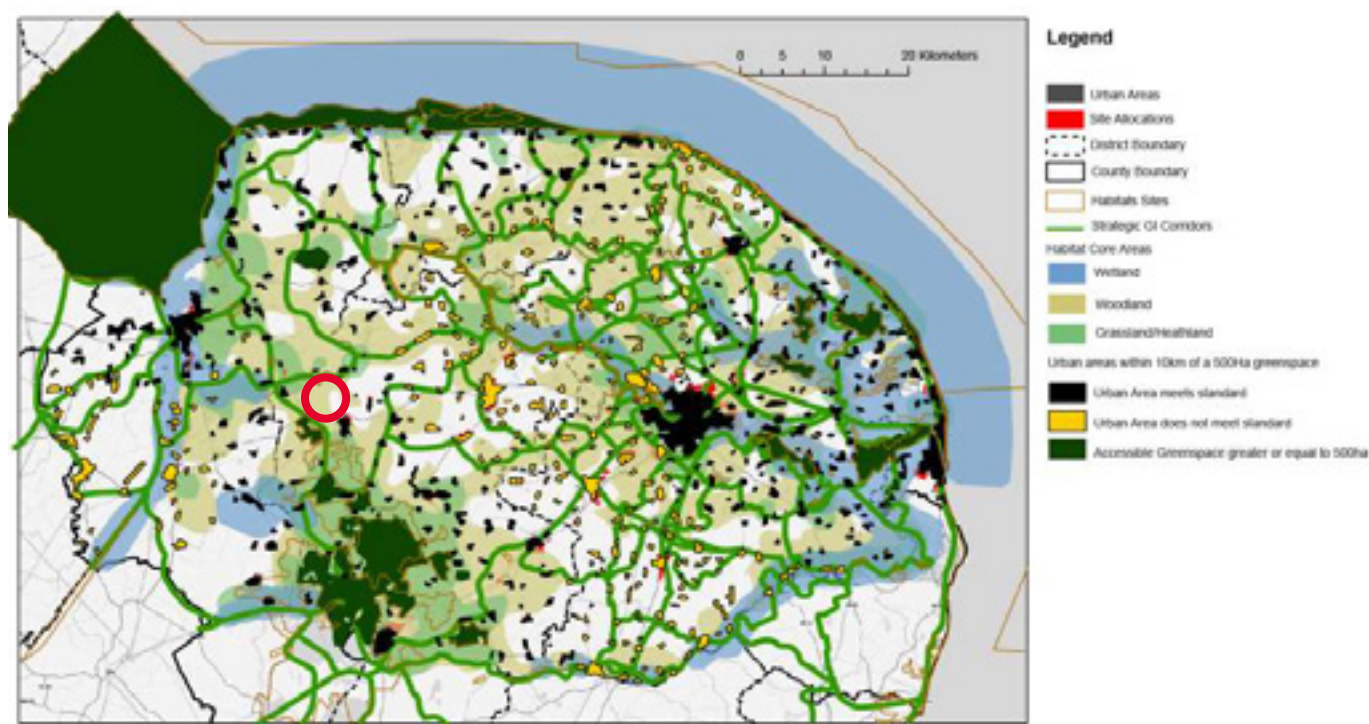 0 5 10 20 Kilometers
Legend
Urban Areas
Site Allocations
District Boundary
County Boundary
Habitats Sites
Strategic GI Corridors
Habitat Core Areas
Wetland
Woodland
Grassland/Heathland
Urban areas within 10km of a 500Ha greenspace
Urban Area meets standard
Urban Area does not meet standard
Accessible Greenspace greater or equal to 500ha